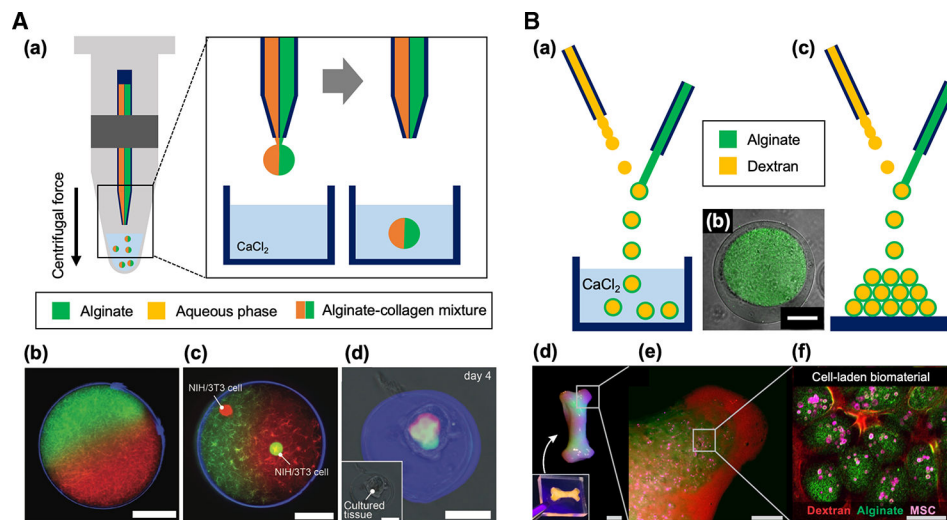 A
(a)
Centrifugal force
CaCl₂
Alginate
Aqueous phase
Alginate-collagen mixture
(b)
(c)
NIH/3T3 cell
NIH/3T3 cell
(d)
day 4
Cultured
tissue
B
(a)
(c)
Alginate
Dextran
(b)
CaCl₂
(d)
(e)
(f)
Cell-laden biomaterial
Dextran Alginate MSC